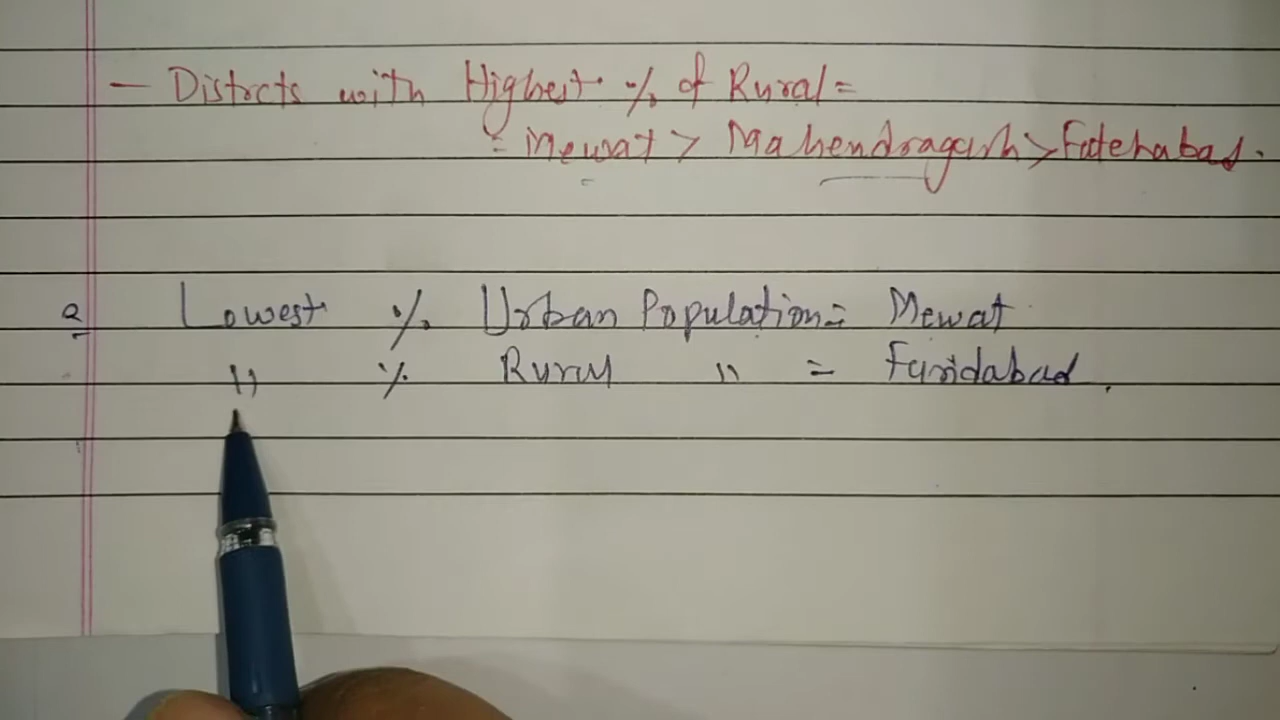 - Districts with Highest % of Rural =
= Mewat > Mahendragarh > Fatehabad.
Q Lowest % Urban Population = Mewat
" % Rural " = Faridabad.